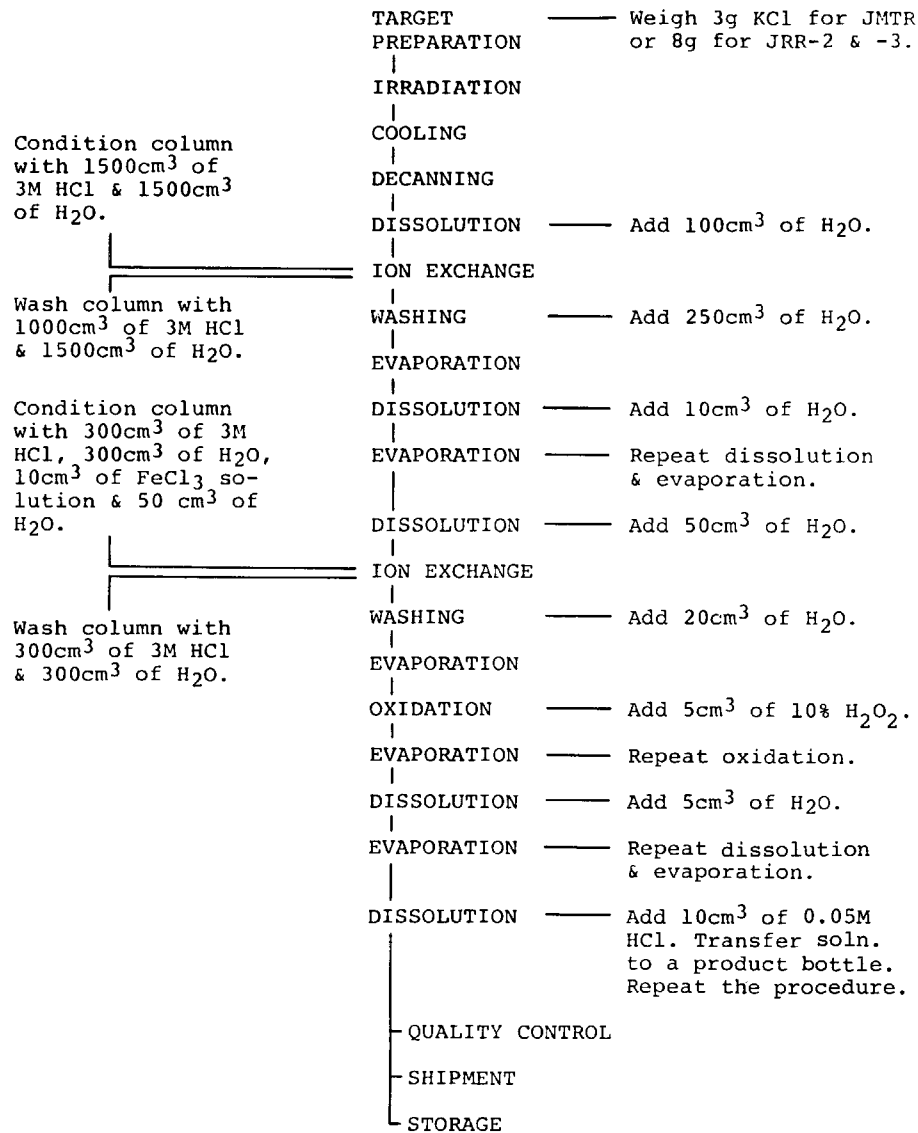 TARGET
PREPARATION
Weigh 3g KCl for JMTR
or 8g for JRR-2 & -3.
IRRADIATION
COOLING
Condition column
with 1500cm³ of
3M HCl & 1500cm³
of H₂O.
DECANNING
DISSOLUTION
Add 100cm³ of H₂O.
ION EXCHANGE
Wash column with
1000cm³ of 3M HCl
& 1500cm³ of H₂O.
WASHING
Add 250cm³ of H₂O.
EVAPORATION
Condition column
with 300cm³ of 3M
HCl, 300cm³ of H₂O,
10cm³ of FeCl₃ so-
lution & 50 cm³ of
H₂O.
DISSOLUTION
Add 10cm³ of H₂O.
EVAPORATION
Repeat dissolution
& evaporation.
DISSOLUTION
Add 50cm³ of H₂O.
ION EXCHANGE
WASHING
Add 20cm³ of H₂O.
Wash column with
300cm³ of 3M HCl
& 300cm³ of H₂O.
EVAPORATION
OXIDATION
Add 5cm³ of 10% H₂O₂.
EVAPORATION
Repeat oxidation.
DISSOLUTION
Add 5cm³ of H₂O.
EVAPORATION
Repeat dissolution
& evaporation.
DISSOLUTION
Add 10cm³ of 0.05M
HCl. Transfer soln.
to a product bottle.
Repeat the procedure.
QUALITY CONTROL
SHIPMENT
STORAGE